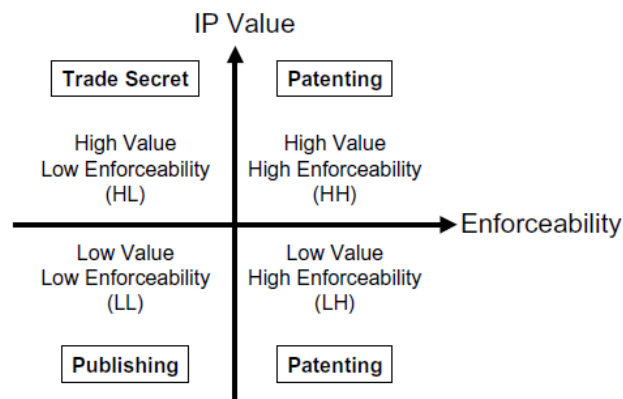 IP Value
Trade Secret
Patenting
High Value
Low Enforceability
(HL)
High Value
High Enforceability
(HH)
Enforceability
Low Value
Low Enforceability
(LL)
Low Value
High Enforceability
(LH)
Publishing
Patenting